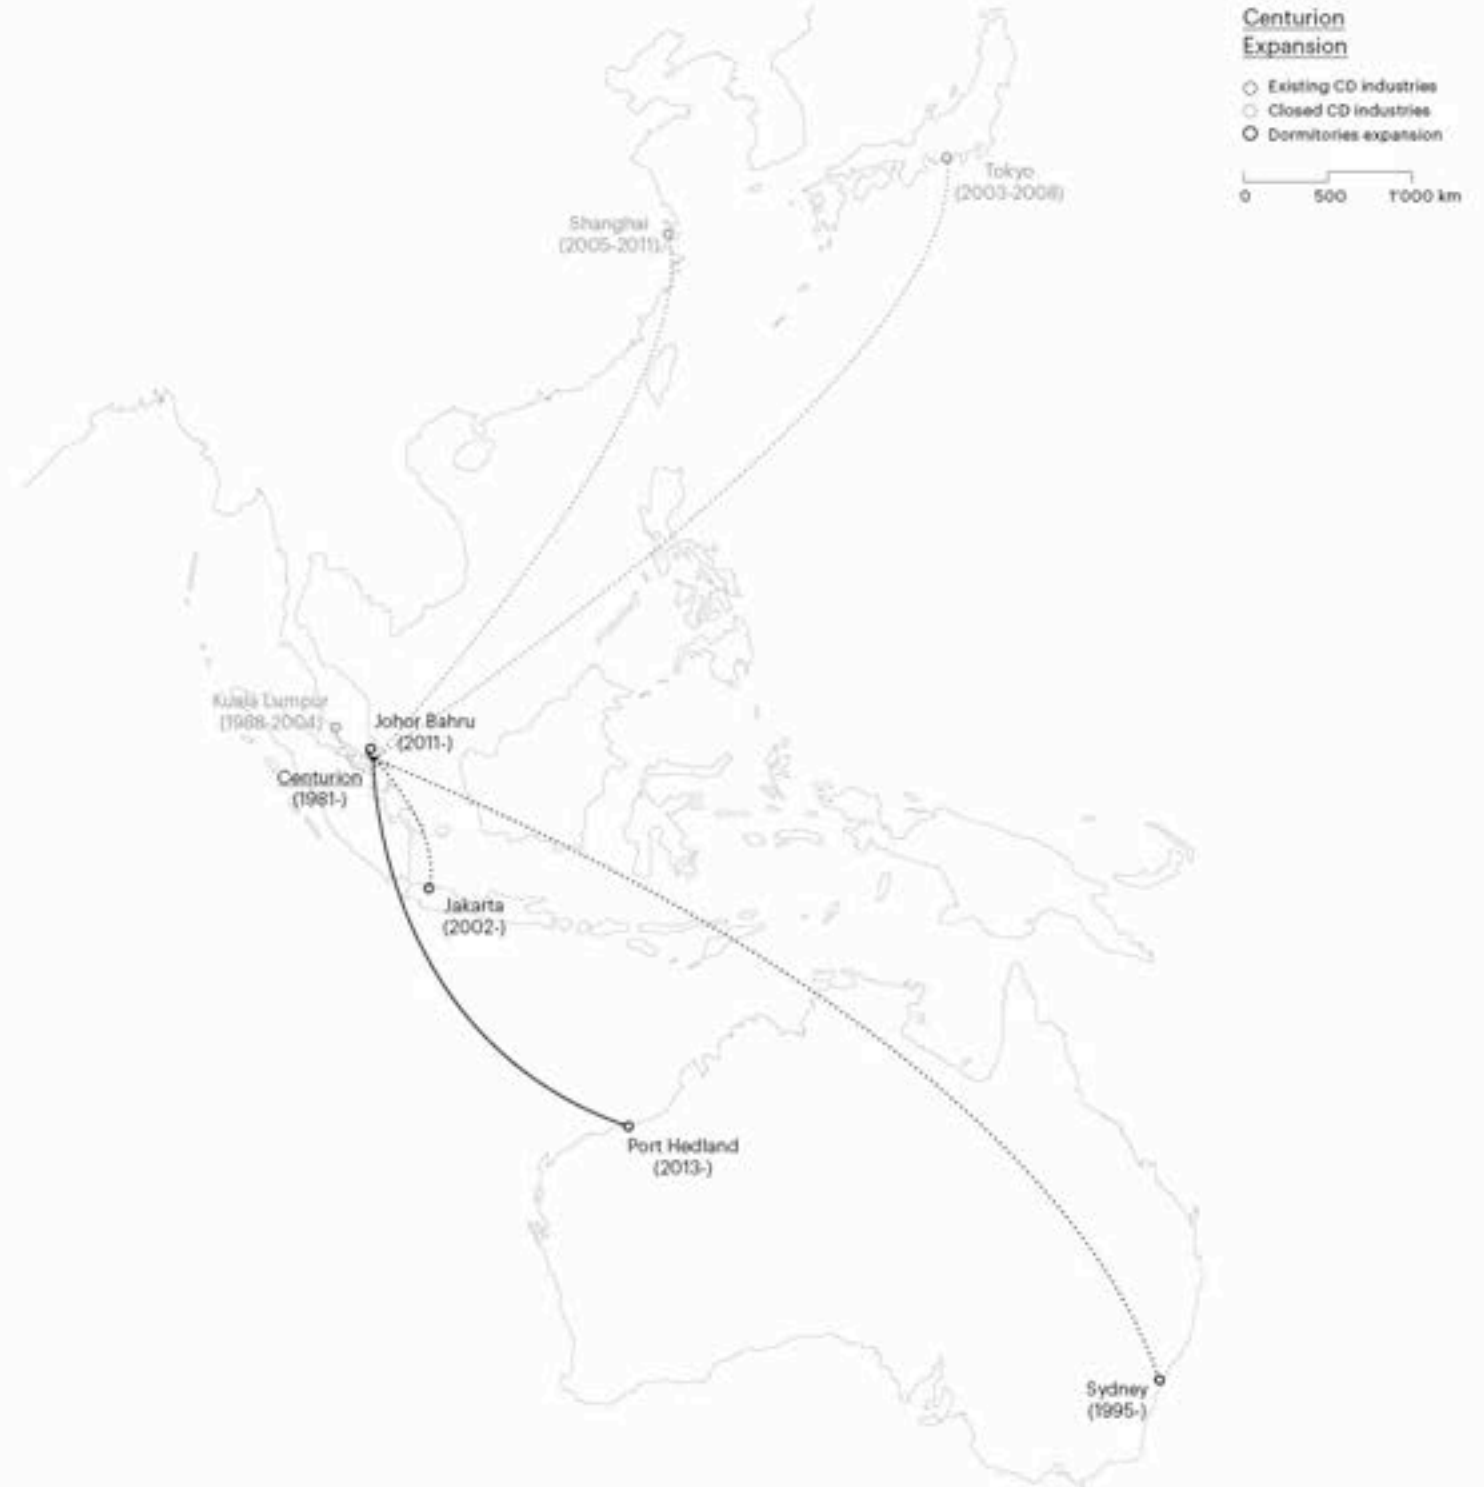 Centurion
Expansion
Existing CD industries
Closed CD industries
Dormitories expansion
0 500 1'000 km
Tokyo
(2003-2008)
Shanghai
(2005-2011)
Kuala Lumpur
(1988-2004)
Johor Bahru
(2011-)
Centurion
(1981-)
Jakarta
(2002-)
Port Hedland
(2013-)
Sydney
(1995-)